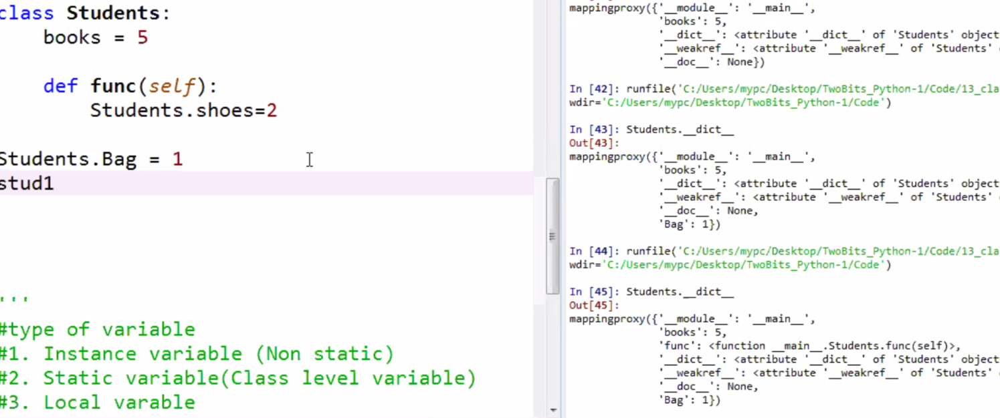 class Students:
books = 5
def func(self):
Students.shoes=2
Students.Bag = 1
stud1
'''
#type of variable
#1. Instance variable (Non static)
#2. Static variable(Class level variable)
#3. Local varable
mappingproxy({'__module__': '__main__',
'books': 5,
'__dict__': <attribute '__dict__' of 'Students' object
'__weakref__': <attribute '__weakref__' of 'Students'
'__doc__': None})
In [42]: runfile('C:/Users/mypc/Desktop/TwoBits_Python-1/Code/13_cla
wdir='C:/Users/mypc/Desktop/TwoBits_Python-1/Code')
In [43]: Students.__dict__
Out[43]:
mappingproxy({'__module__': '__main__',
'books': 5,
'__dict__': <attribute '__dict__' of 'Students' object
'__weakref__': <attribute '__weakref__' of 'Students'
'__doc__': None,
'Bag': 1})
In [44]: runfile('C:/Users/mypc/Desktop/TwoBits_Python-1/Code/13_cla
wdir='C:/Users/mypc/Desktop/TwoBits_Python-1/Code')
In [45]: Students.__dict__
Out[45]:
mappingproxy({'__module__': '__main__',
'books': 5,
'func': <function __main__.Students.func(self)>,
'__dict__': <attribute '__dict__' of 'Students' object
'__weakref__': <attribute '__weakref__' of 'Students'
'__doc__': None,
'Bag': 1})